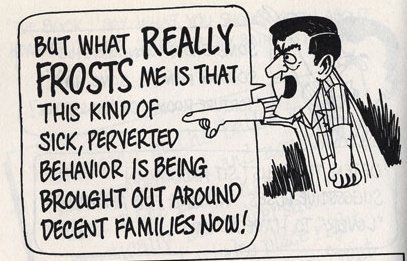 BUT WHAT REALLY
FROSTS ME IS THAT
THIS KIND OF
SICK, PERVERTED
BEHAVIOR IS BEING
BROUGHT OUT AROUND
DECENT FAMILIES NOW!